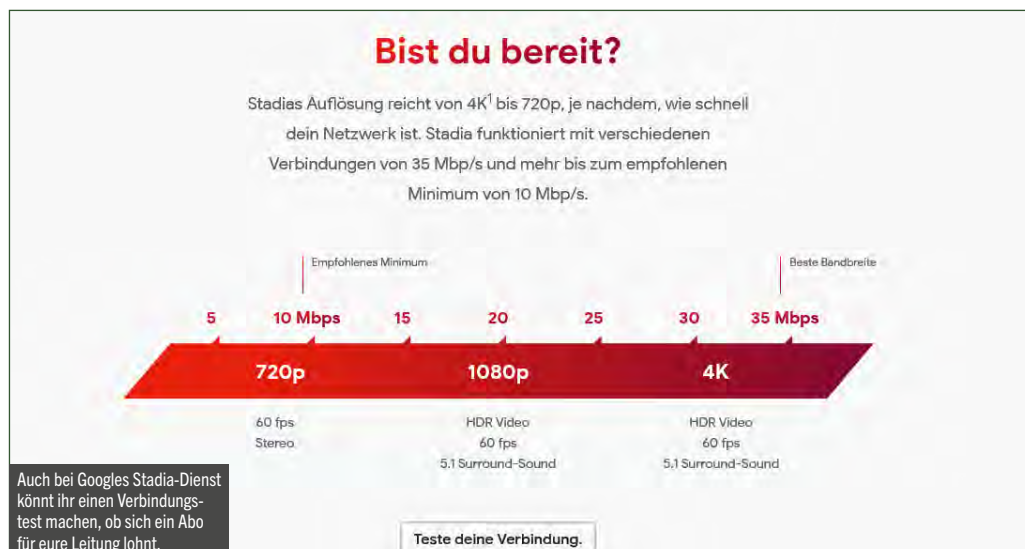 Bist du bereit?
Stadias Auflösung reicht von 4K¹ bis 720p, je nachdem, wie schnell
dein Netzwerk ist. Stadia funktioniert mit verschiedenen
Verbindungen von 35 Mbp/s und mehr bis zum empfohlenen
Minimum von 10 Mbp/s.
Empfohlenes Minimum
Beste Bandbreite
5 10 Mbps 15 20 25 30 35 Mbps
720p 1080p 4K
60 fps
Stereo
HDR Video
60 fps
5.1 Surround-Sound
HDR Video
60 fps
5.1 Surround-Sound
Auch bei Googles Stadia-Dienst
könnt ihr einen Verbindungs-
test machen, ob sich ein Abo
für eure Leitung lohnt.
Teste deine Verbindung.